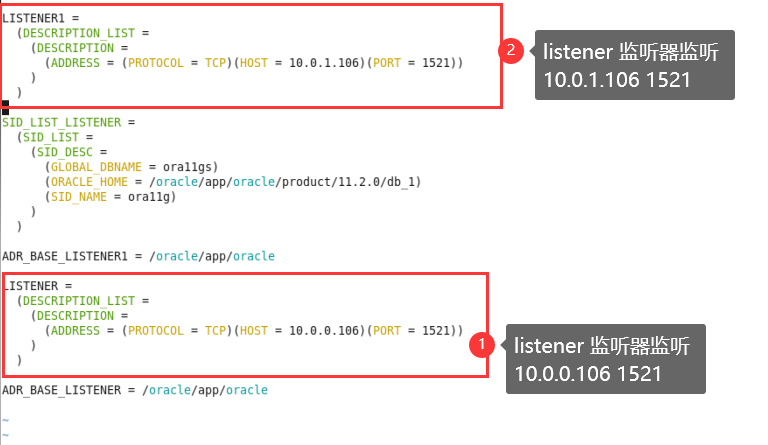 LISTENER1 =
(DESCRIPTION_LIST =
(DESCRIPTION =
(ADDRESS = (PROTOCOL = TCP)(HOST = 10.0.1.106)(PORT = 1521))
)
)
2
listener 监听器监听
10.0.1.106 1521
SID_LIST_LISTENER =
(SID_LIST =
(SID_DESC =
(GLOBAL_DBNAME = ora11gs)
(ORACLE_HOME = /oracle/app/oracle/product/11.2.0/db_1)
(SID_NAME = ora11g)
)
)
ADR_BASE_LISTENER1 = /oracle/app/oracle
LISTENER =
(DESCRIPTION_LIST =
(DESCRIPTION =
(ADDRESS = (PROTOCOL = TCP)(HOST = 10.0.0.106)(PORT = 1521))
)
)
1
listener 监听器监听
10.0.0.106 1521
ADR_BASE_LISTENER = /oracle/app/oracle
~
~